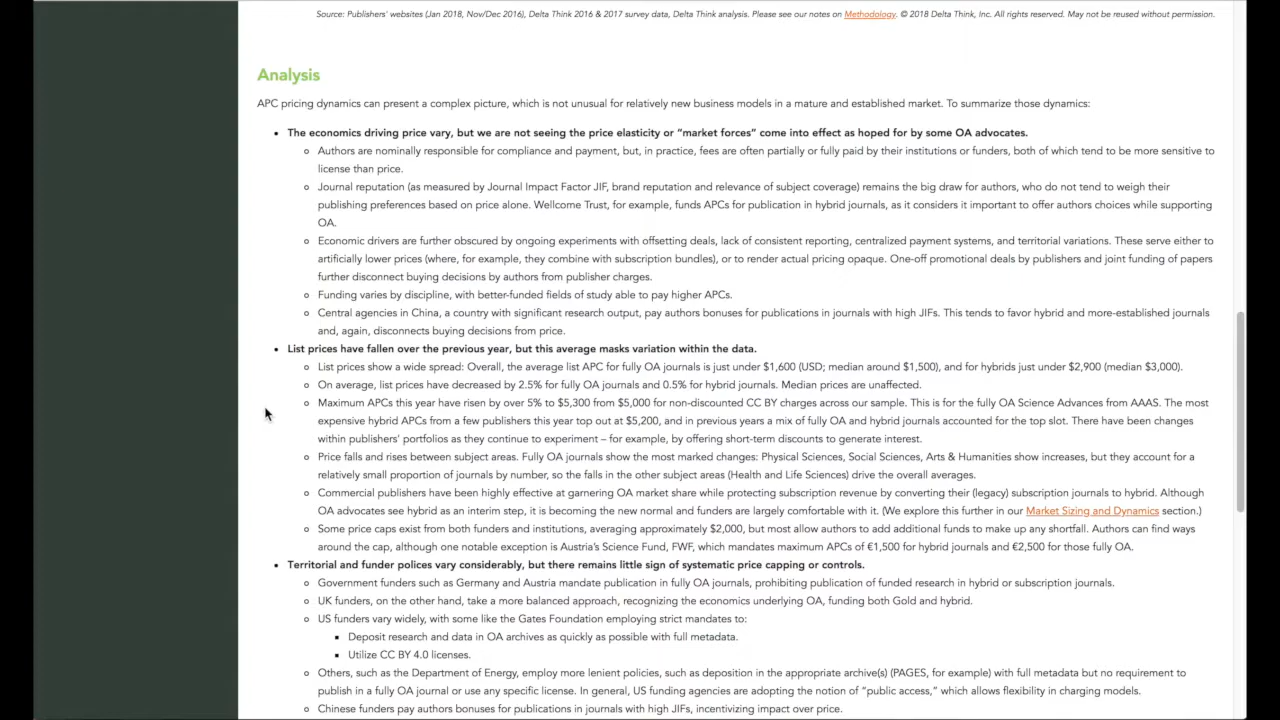 Source: Publishers' websites (Jan 2018, Nov/Dec 2016), Delta Think 2016 & 2017 survey data, Delta Think analysis. Please see our notes on Methodology. © 2018 Delta Think, Inc. All rights reserved. May not be reused without permission.
Analysis
APC pricing dynamics can present a complex picture, which is not unusual for relatively new business models in a mature and established market. To summarize those dynamics:
The economics driving price vary, but we are not seeing the price elasticity or "market forces" come into effect as hoped for by some OA advocates.
Authors are nominally responsible for compliance and payment, but, in practice, fees are often partially or fully paid by their institutions or funders, both of which tend to be more sensitive to
license than price.
Journal reputation (as measured by Journal Impact Factor JIF, brand reputation and relevance of subject coverage) remains the big draw for authors, who do not tend to weigh their
publishing preferences based on price alone. Wellcome Trust, for example, funds APCs for publication in hybrid journals, as it considers it important to offer authors choices while supporting
OA.
Economic drivers are further obscured by ongoing experiments with offsetting deals, lack of consistent reporting, centralized payment systems, and territorial variations. These serve either to
artificially lower prices (where, for example, they combine with subscription bundles), or to render actual pricing opaque. One-off promotional deals by publishers and joint funding of papers
further disconnect buying decisions by authors from publisher charges.
Funding varies by discipline, with better-funded fields of study able to pay higher APCs.
Central agencies in China, a country with significant research output, pay authors bonuses for publications in journals with high JIFs. This tends to favor hybrid and more-established journals
and, again, disconnects buying decisions from price.
List prices have fallen over the previous year, but this average masks variation within the data.
List prices show a wide spread: Overall, the average list APC for fully OA journals is just under $1,600 (USD; median around $1,500), and for hybrids just under $2,900 (median $3,000).
On average, list prices have decreased by 2.5% for fully OA journals and 0.5% for hybrid journals. Median prices are unaffected.
Maximum APCs this year have risen by over 5% to $5,300 from $5,000 for non-discounted CC BY charges across our sample. This is for the fully OA Science Advances from AAAS. The most
expensive hybrid APCs from a few publishers this year top out at $5,200, and in previous years a mix of fully OA and hybrid journals accounted for the top slot. There have been changes
within publishers' portfolios as they continue to experiment – for example, by offering short-term discounts to generate interest.
Price falls and rises between subject areas. Fully OA journals show the most marked changes: Physical Sciences, Social Sciences, Arts & Humanities show increases, but they account for a
relatively small proportion of journals by number, so the falls in the other subject areas (Health and Life Sciences) drive the overall averages.
Commercial publishers have been highly effective at garnering OA market share while protecting subscription revenue by converting their (legacy) subscription journals to hybrid. Although
OA advocates see hybrid as an interim step, it is becoming the new normal and funders are largely comfortable with it. (We explore this further in our Market Sizing and Dynamics section.)
Some price caps exist from both funders and institutions, averaging approximately $2,000, but most allow authors to add additional funds to make up any shortfall. Authors can find ways
around the cap, although one notable exception is Austria's Science Fund, FWF, which mandates maximum APCs of €1,500 for hybrid journals and €2,500 for those fully OA.
Territorial and funder polices vary considerably, but there remains little sign of systematic price capping or controls.
Government funders such as Germany and Austria mandate publication in fully OA journals, prohibiting publication of funded research in hybrid or subscription journals.
UK funders, on the other hand, take a more balanced approach, recognizing the economics underlying OA, funding both Gold and hybrid.
US funders vary widely, with some like the Gates Foundation employing strict mandates to:
Deposit research and data in OA archives as quickly as possible with full metadata.
Utilize CC BY 4.0 licenses.
Others, such as the Department of Energy, employ more lenient policies, such as deposition in the appropriate archive(s) (PAGES, for example) with full metadata but no requirement to
publish in a fully OA journal or use any specific license. In general, US funding agencies are adopting the notion of "public access," which allows flexibility in charging models.
Chinese funders pay authors bonuses for publications in journals with high JIFs, incentivizing impact over price.